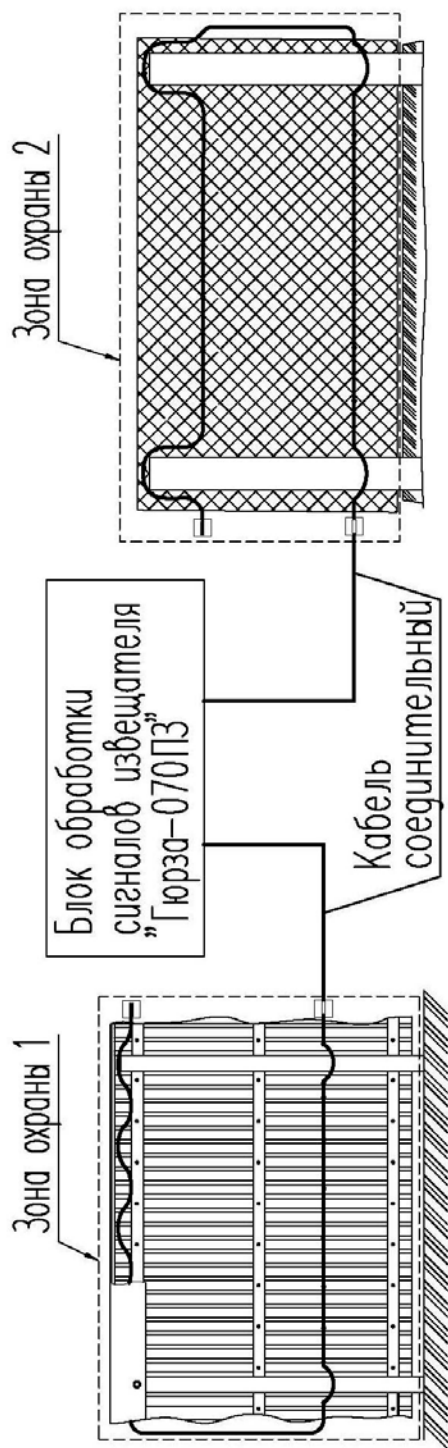 Зона охраны 1
Блок обработки
сигналов извещателя
"Гюрза-070ПЗ"
Кабель
соединительный
Зона охраны 2